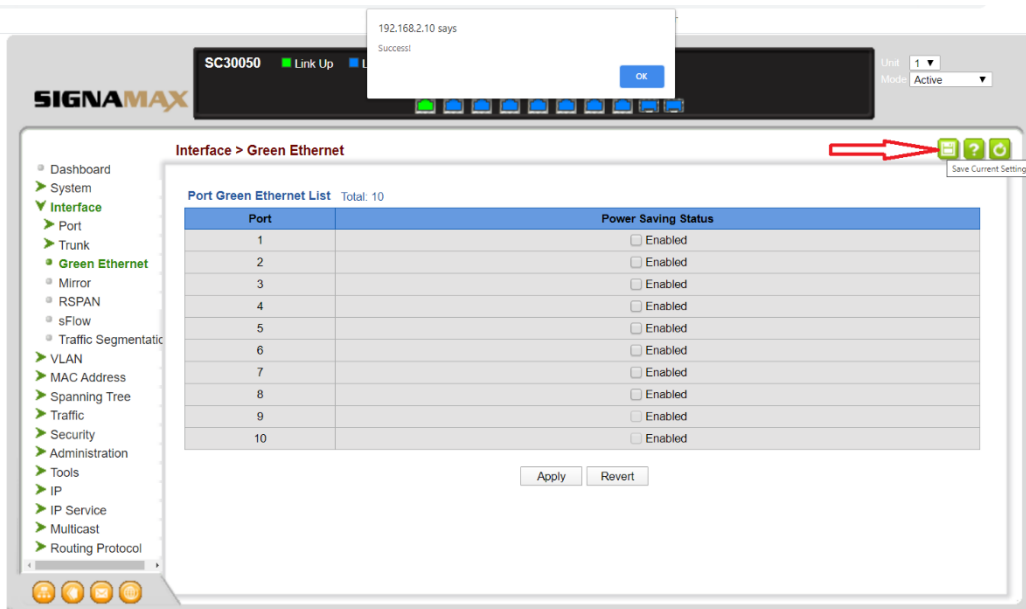 192.168.2.10 says
Success!
OK
SIGNAMAX
SC30050 Link Up L
Unit 1
Mode Active
Interface > Green Ethernet
Save Current Setting
Dashboard
System
Interface
Port
Trunk
Green Ethernet
Mirror
RSPAN
sFlow
Traffic Segmentatic
VLAN
MAC Address
Spanning Tree
Traffic
Security
Administration
Tools
IP
IP Service
Multicast
Routing Protocol
Port Green Ethernet List Total: 10
Port Power Saving Status
1 Enabled
2 Enabled
3 Enabled
4 Enabled
5 Enabled
6 Enabled
7 Enabled
8 Enabled
9 Enabled
10 Enabled
Apply Revert